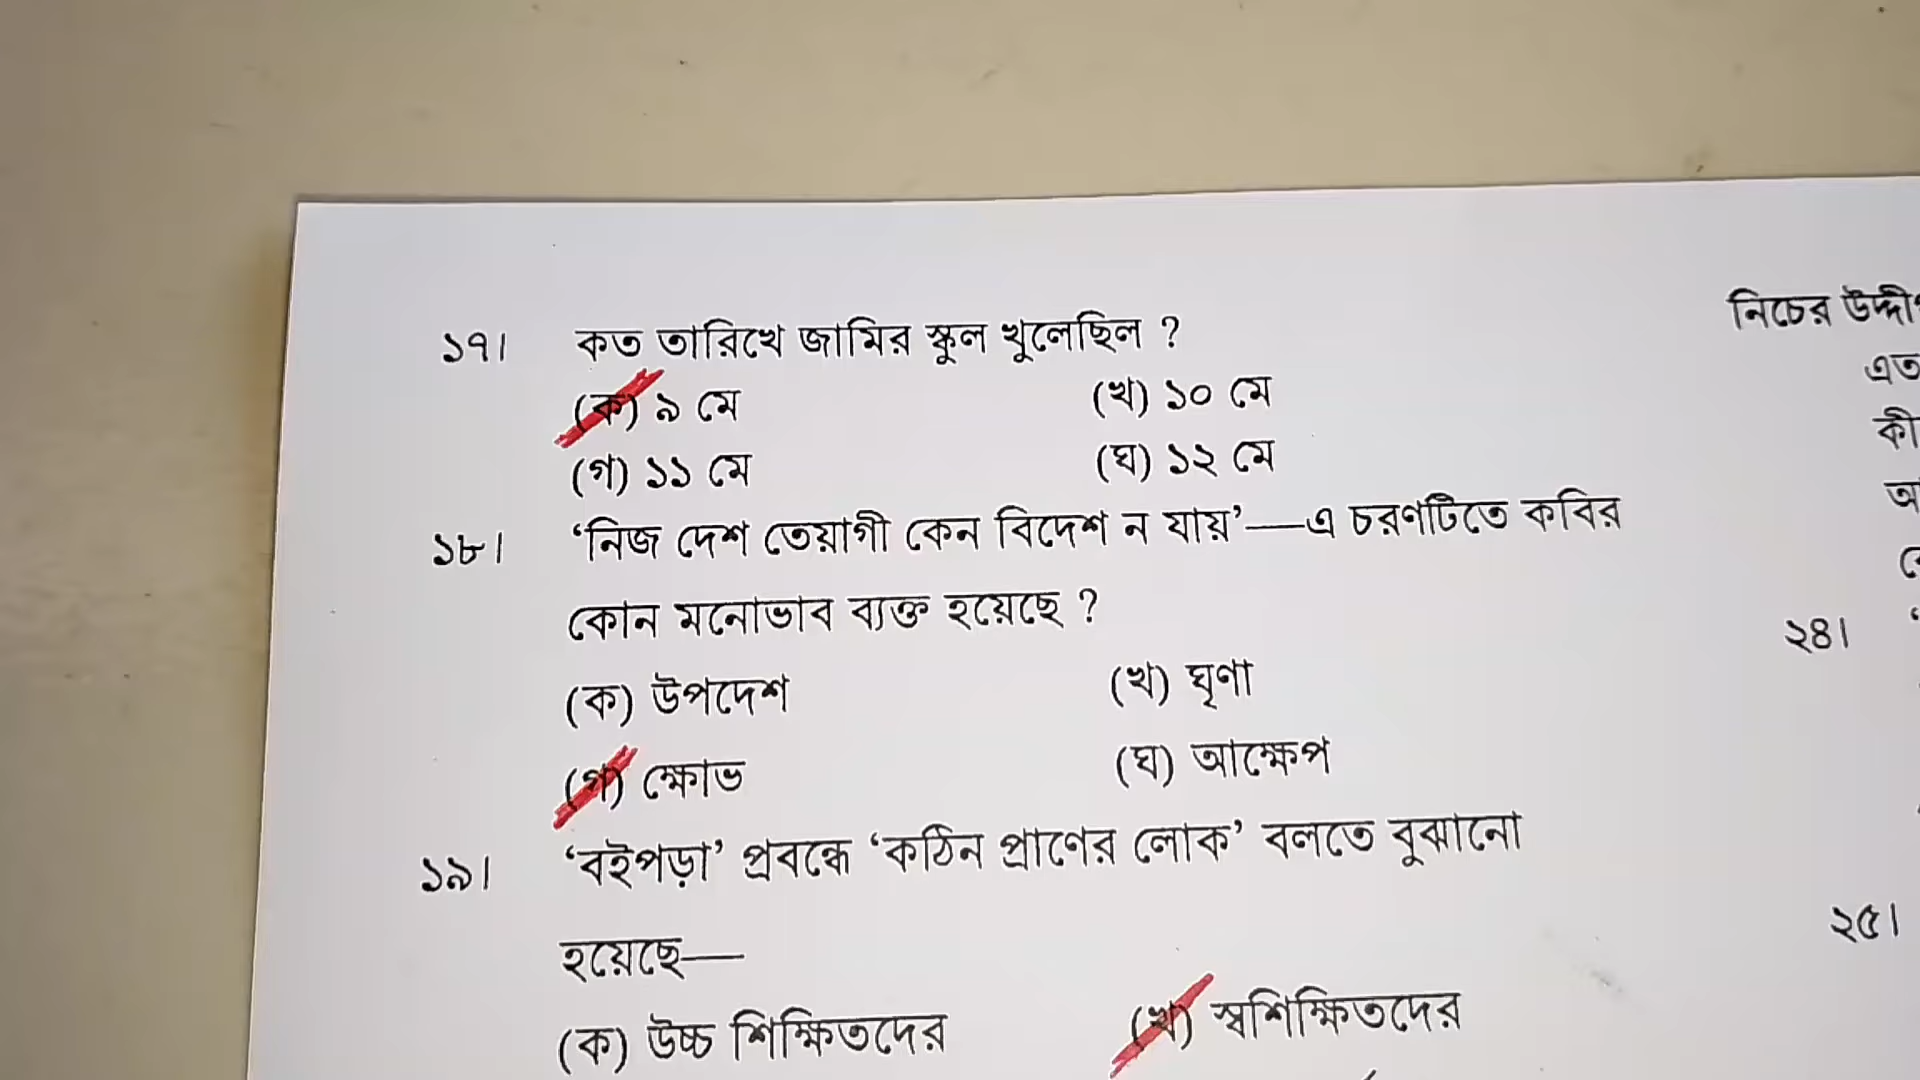 ১৭। কত তারিখে জামির স্কুল খুলেছিল ?
(ক) ৯ মে (খ) ১০ মে
(গ) ১১ মে (ঘ) ১২ মে
১৮। ‘নিজ দেশ তেয়াগী কেন বিদেশ ন যায়’—এ চরণটিতে কবির
কোন মনোভাব ব্যক্ত হয়েছে ?
(ক) উপদেশ (খ) ঘৃণা
(গ) ক্ষোভ (ঘ) আক্ষেপ
১৯। ‘বইপড়া’ প্রবন্ধে ‘কঠিন প্রাণের লোক’ বলতে বুঝানো
হয়েছে—
(ক) উচ্চ শিক্ষিতদের (খ) স্বশিক্ষিতদের
নিচের
এত
কী
২৪।
২৫।